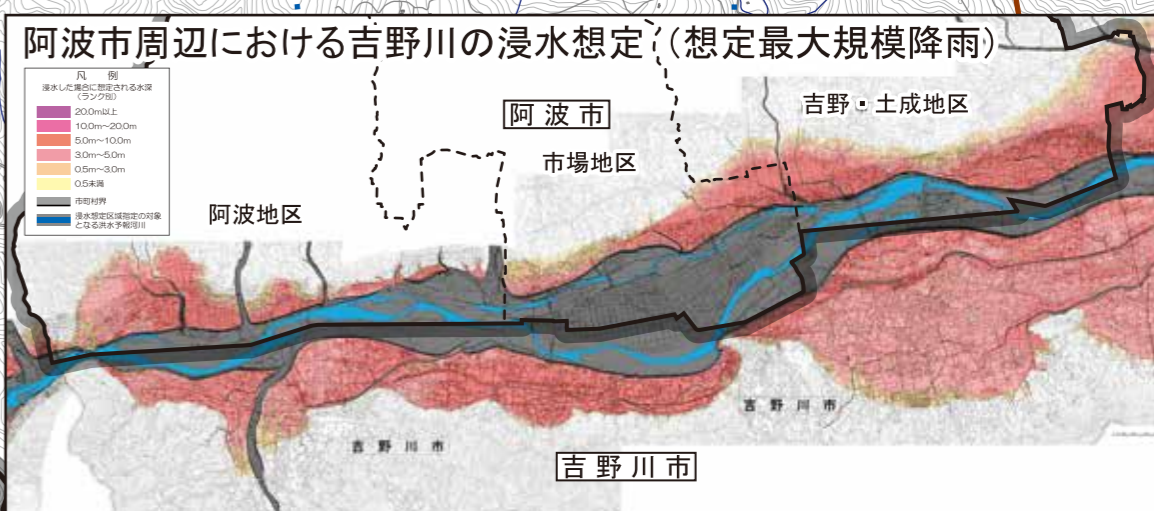 阿波市周辺における吉野川の浸水想定(想定最大規模降雨)
凡 例
浸水した場合に想定される水深
(ランク別)
20.0m以上
10.0m~20.0m
5.0m~10.0m
3.0m~5.0m
0.5m~3.0m
0.5未満
市町村界
浸水想定区域指定の対象
となる洪水予報河川
阿波市
吉野・土成地区
市場地区
阿波地区
吉野川市
吉野川市
吉野川市